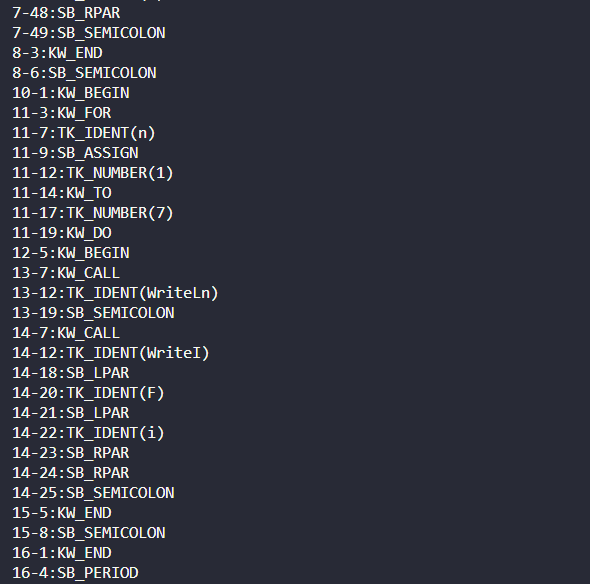 7-48:SB_RPAR
7-49:SB_SEMICOLON
8-3:KW_END
8-6:SB_SEMICOLON
10-1:KW_BEGIN
11-3:KW_FOR
11-7:TK_IDENT(n)
11-9:SB_ASSIGN
11-12:TK_NUMBER(1)
11-14:KW_TO
11-17:TK_NUMBER(7)
11-19:KW_DO
12-5:KW_BEGIN
13-7:KW_CALL
13-12:TK_IDENT(WriteLn)
13-19:SB_SEMICOLON
14-7:KW_CALL
14-12:TK_IDENT(WriteI)
14-18:SB_LPAR
14-20:TK_IDENT(F)
14-21:SB_LPAR
14-22:TK_IDENT(i)
14-23:SB_RPAR
14-24:SB_RPAR
14-25:SB_SEMICOLON
15-5:KW_END
15-8:SB_SEMICOLON
16-1:KW_END
16-4:SB_PERIOD